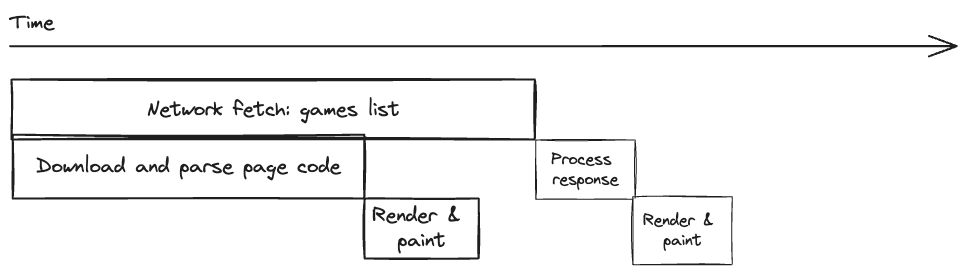 Time
Network fetch: games list
Download and parse page code
Process
response
Render &
paint
Render &
paint